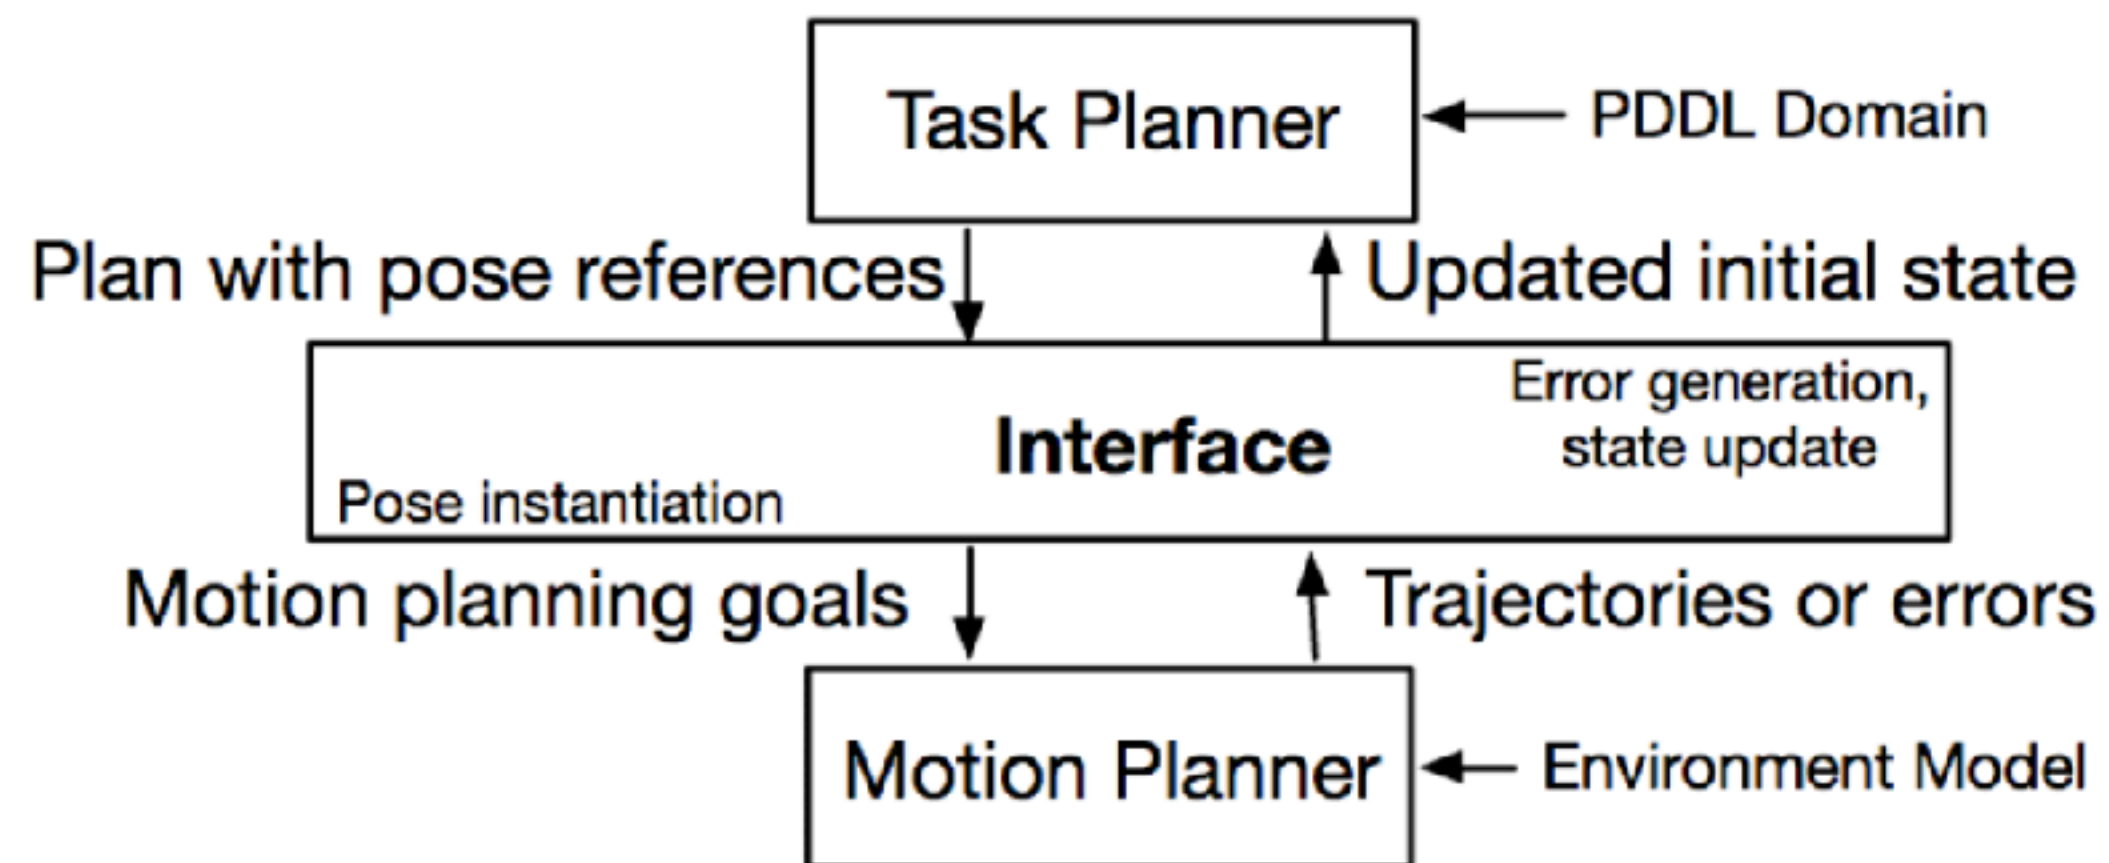 Task Planner
PDDL Domain
Plan with pose references
Updated initial state
Error generation,
state update
Interface
Pose instantiation
Motion planning goals
Trajectories or errors
Motion Planner
Environment Model